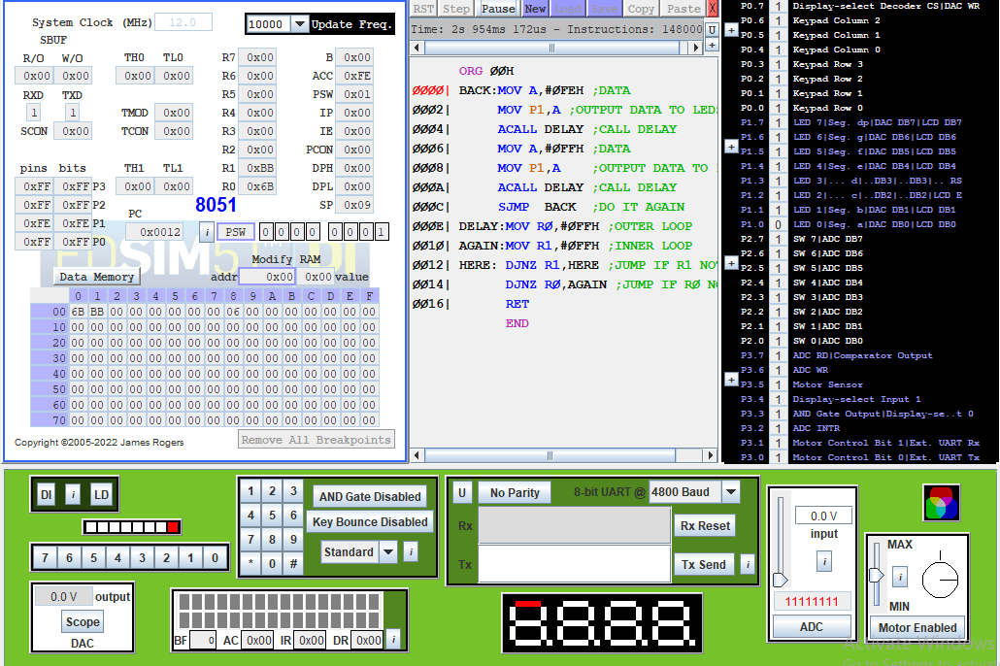 System Clock (MHz) 12.0 10000 Update Freq.
SBUF
R/O W/O TH0 TL0 R7 0x00 B 0x00
0x00 0x00 0x00 0x00 R6 0x00 ACC 0xFE
RXD TXD R5 0x00 PSW 0x01
1 1 TMOD 0x00 R4 0x00 IP 0x00
SCON 0x00 TCON 0x00 R3 0x00 IE 0x00
R2 0x00 PCON 0x00
pins bits TH1 TL1 R1 0xBB DPH 0x00
0xFF 0xFF P3 0x00 0x00 R0 0x6B DPL 0x00
0xFF 0xFF P2 PC 8051 SP 0x09
0xFF 0xFE P1 0x0012 i PSW 0 0 0 0 0 0 0 1
0xFF 0xFF P0
Modify RAM
Data Memory addr 0x00 0x00 value
0 1 2 3 4 5 6 7 8 9 A B C D E F
00 6B BB 00 00 00 00 00 00 06 00 00 00 00 00 00 00
10 00 00 00 00 00 00 00 00 00 00 00 00 00 00 00 00
20 00 00 00 00 00 00 00 00 00 00 00 00 00 00 00 00
30 00 00 00 00 00 00 00 00 00 00 00 00 00 00 00 00
40 00 00 00 00 00 00 00 00 00 00 00 00 00 00 00 00
50 00 00 00 00 00 00 00 00 00 00 00 00 00 00 00 00
60 00 00 00 00 00 00 00 00 00 00 00 00 00 00 00 00
70 00 00 00 00 00 00 00 00 00 00 00 00 00 00 00 00
Copyright ©2005-2022 James Rogers Remove All Breakpoints
RST Step Pause New Load Save Copy Paste X
Time: 2s 954ms 172us - Instructions: 148000 U
+
ORG 00H
0000| BACK:MOV A,#0FEH ;DATA
0002| MOV P1,A ;OUTPUT DATA TO LEDS
0004| ACALL DELAY ;CALL DELAY
0006| MOV A,#0FFH ;DATA
0008| MOV P1,A ;OUTPUT DATA TO
000A| ACALL DELAY ;CALL DELAY
000C| SJMP BACK ;DO IT AGAIN
000E| DELAY:MOV R0,#0FFH ;OUTER LOOP
0010| AGAIN:MOV R1,#0FFH ;INNER LOOP
0012| HERE: DJNZ R1,HERE ;JUMP IF R1 NO
0014| DJNZ R0,AGAIN ;JUMP IF R0 N
0016| RET
END
P0.7 1 Display-select Decoder CS|DAC WR
P0.6 1 Keypad Column 2
P0.5 1 Keypad Column 1
P0.4 1 Keypad Column 0
P0.3 1 Keypad Row 3
P0.2 1 Keypad Row 2
P0.1 1 Keypad Row 1
P0.0 1 Keypad Row 0
P1.7 1 LED 7|Seg. dp|DAC DB7|LCD DB7
P1.6 1 LED 6|Seg. g|DAC DB6|LCD DB6
P1.5 1 LED 5|Seg. f|DAC DB5|LCD DB5
P1.4 1 LED 4|Seg. e|DAC DB4|LCD DB4
P1.3 1 LED 3|... d|..DB3|..DB3|.. RS
P1.2 1 LED 2|... c|..DB2|..DB2|LCD E
P1.1 1 LED 1|Seg. b|DAC DB1|LCD DB1
P1.0 0 LED 0|Seg. a|DAC DB0|LCD DB0
P2.7 1 SW 7|ADC DB7
P2.6 1 SW 6|ADC DB6
P2.5 1 SW 5|ADC DB5
P2.4 1 SW 4|ADC DB4
P2.3 1 SW 3|ADC DB3
P2.2 1 SW 2|ADC DB2
P2.1 1 SW 1|ADC DB1
P2.0 1 SW 0|ADC DB0
P3.7 1 ADC RD|Comparator Output
P3.6 1 ADC WR
P3.5 1 Motor Sensor
P3.4 1 Display-select Input 1
P3.3 1 AND Gate Output|Display-se..t 0
P3.2 1 ADC INTR
P3.1 1 Motor Control Bit 1|Ext. UART Rx
P3.0 1 Motor Control Bit 0|Ext. UART Tx
DI i LD
7 6 5 4 3 2 1 0
0.0 V output
Scope
DAC
1 2 3 AND Gate Disabled
4 5 6 Key Bounce Disabled
7 8 9 Standard i
* 0 #
BF 0 AC 0x00 IR 0x00 DR 0x00 i
U No Parity 8-bit UART @ 4800 Baud
Rx Rx Reset
Tx Tx Send i
8.8.8.8.
0.0 V
input
i
11111111
ADC
MAX
i
MIN
Motor Enabled
Activate Windows